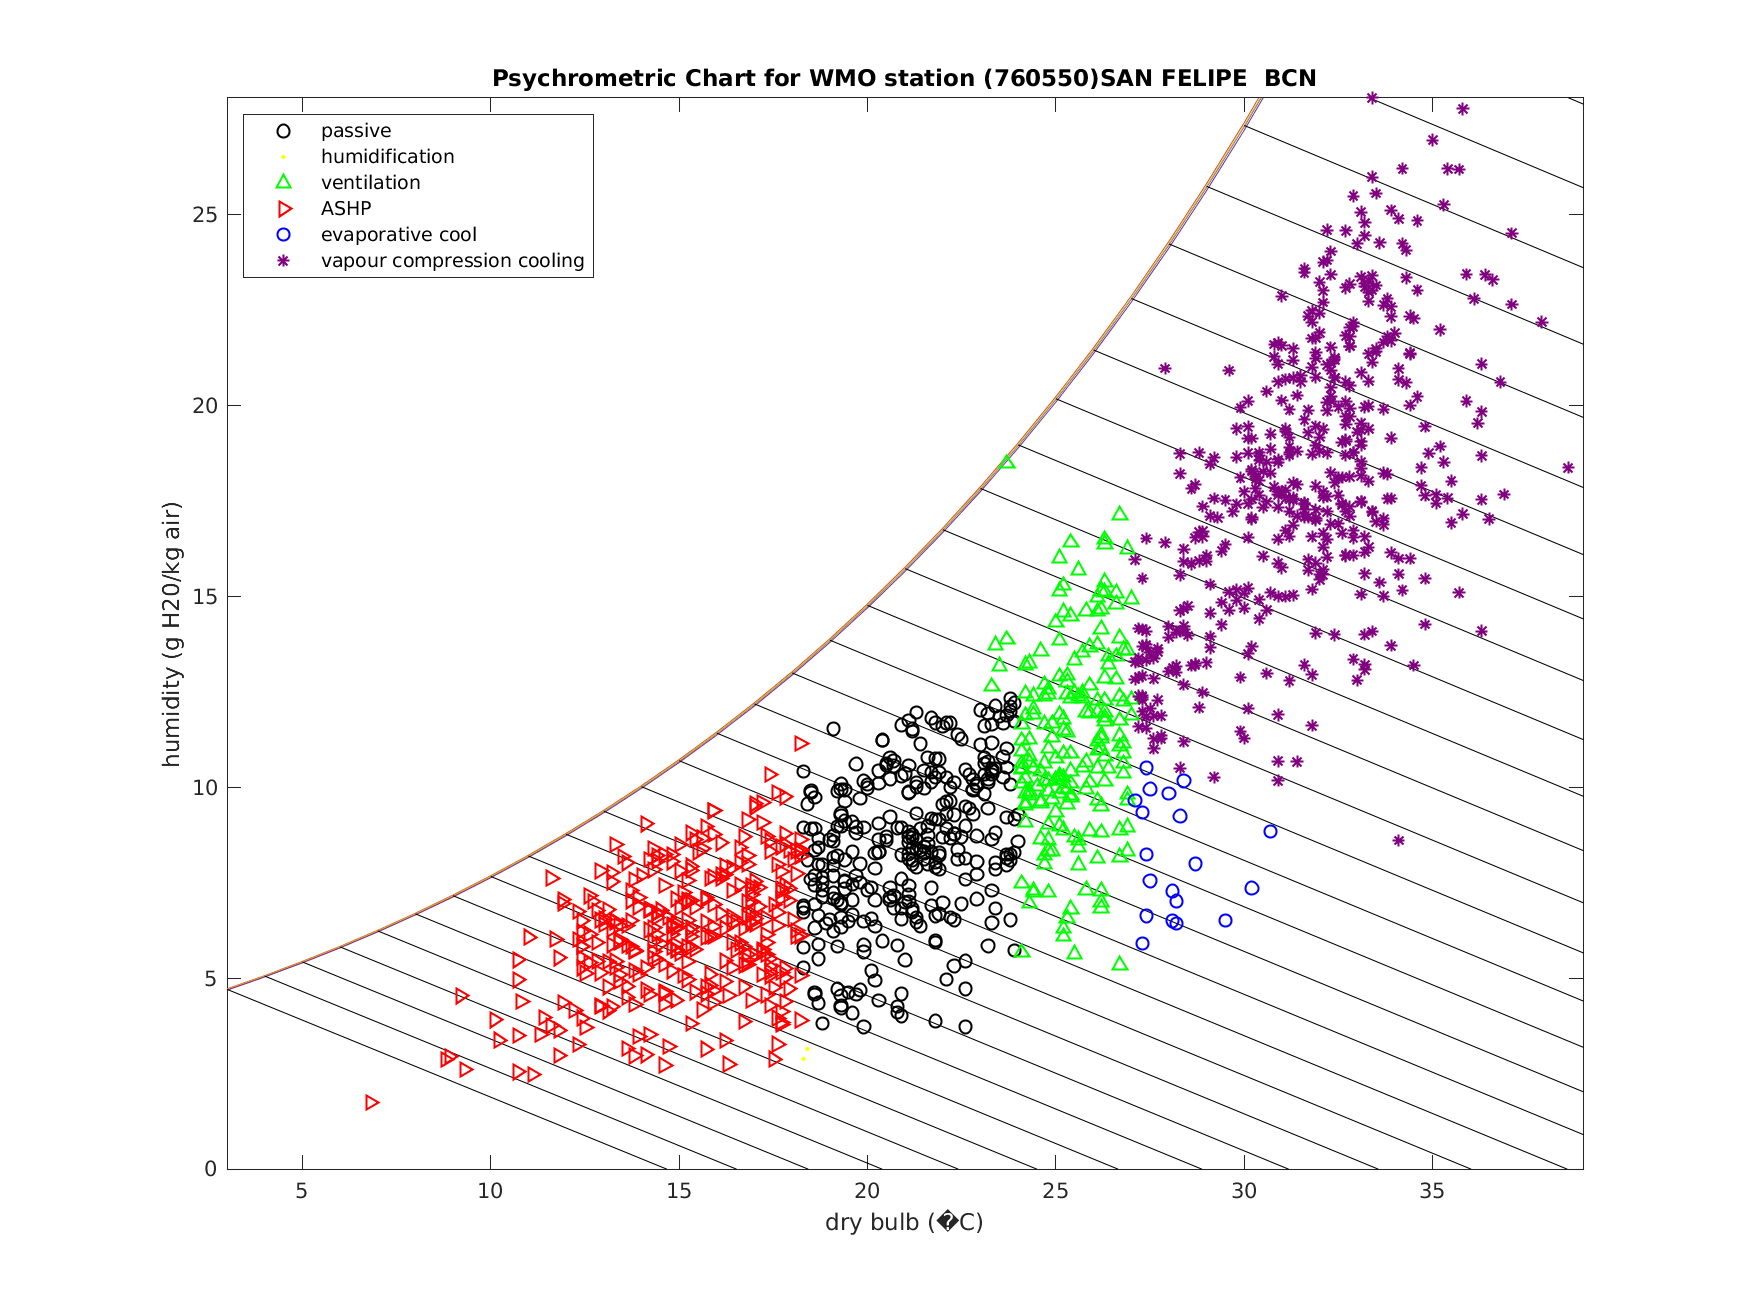 Psychrometric Chart for WMO station (760550)SAN FELIPE  BCN
passive
humidification
ventilation
ASHP
evaporative cool
vapour compression cooling
humidity (g H20/kg air)
25
20
15
10
5
0
5 10 15 20 25 30 35
dry bulb (�C)